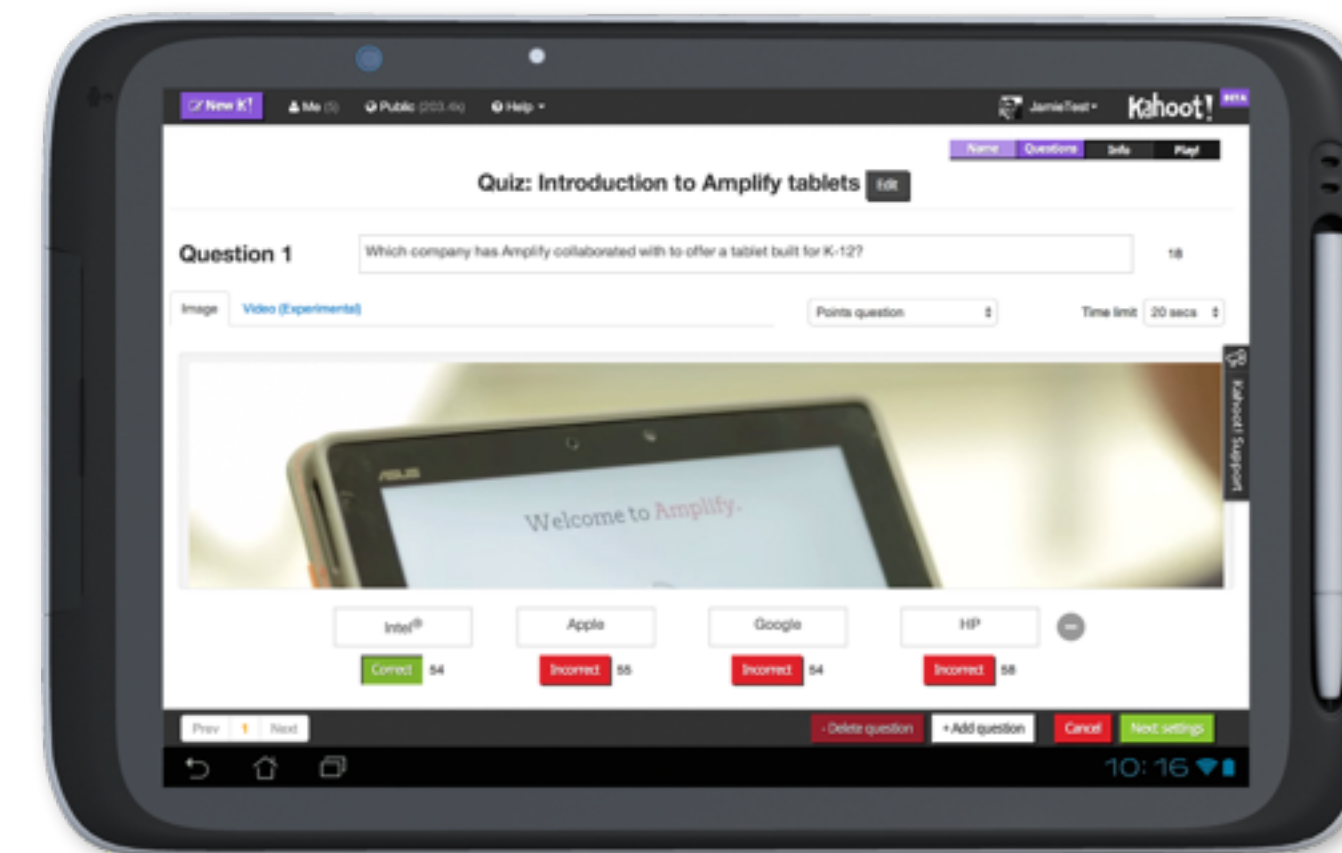 New K! Me (5) Public (203.4k) Help JamieTest Kahoot! BETA
Name Questions Info Play!
Quiz: Introduction to Amplify tablets Edit
Question 1 Which company has Amplify collaborated with to offer a tablet built for K-12? 18
Image Video (Experimental) Points question Time limit 20 secs
Kahoot! Support
ASUS
Welcome to Amplify.
Intel® Apple Google HP
Correct 54 Incorrect 55 Incorrect 54 Incorrect 58
Prev 1 Next - Delete question + Add question Cancel Next: settings
10:16